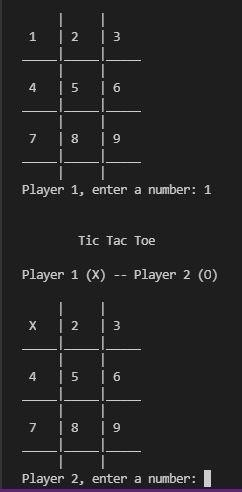 |     |
 1   | 2   | 3
_____|_____|_____
     |     |
 4   | 5   | 6
_____|_____|_____
     |     |
 7   | 8   | 9
_____|_____|_____
     |     |
Player 1, enter a number: 1
Tic Tac Toe
Player 1 (X) -- Player 2 (O)
     |     |
 X   | 2   | 3
_____|_____|_____
     |     |
 4   | 5   | 6
_____|_____|_____
     |     |
 7   | 8   | 9
_____|_____|_____
     |     |
Player 2, enter a number: